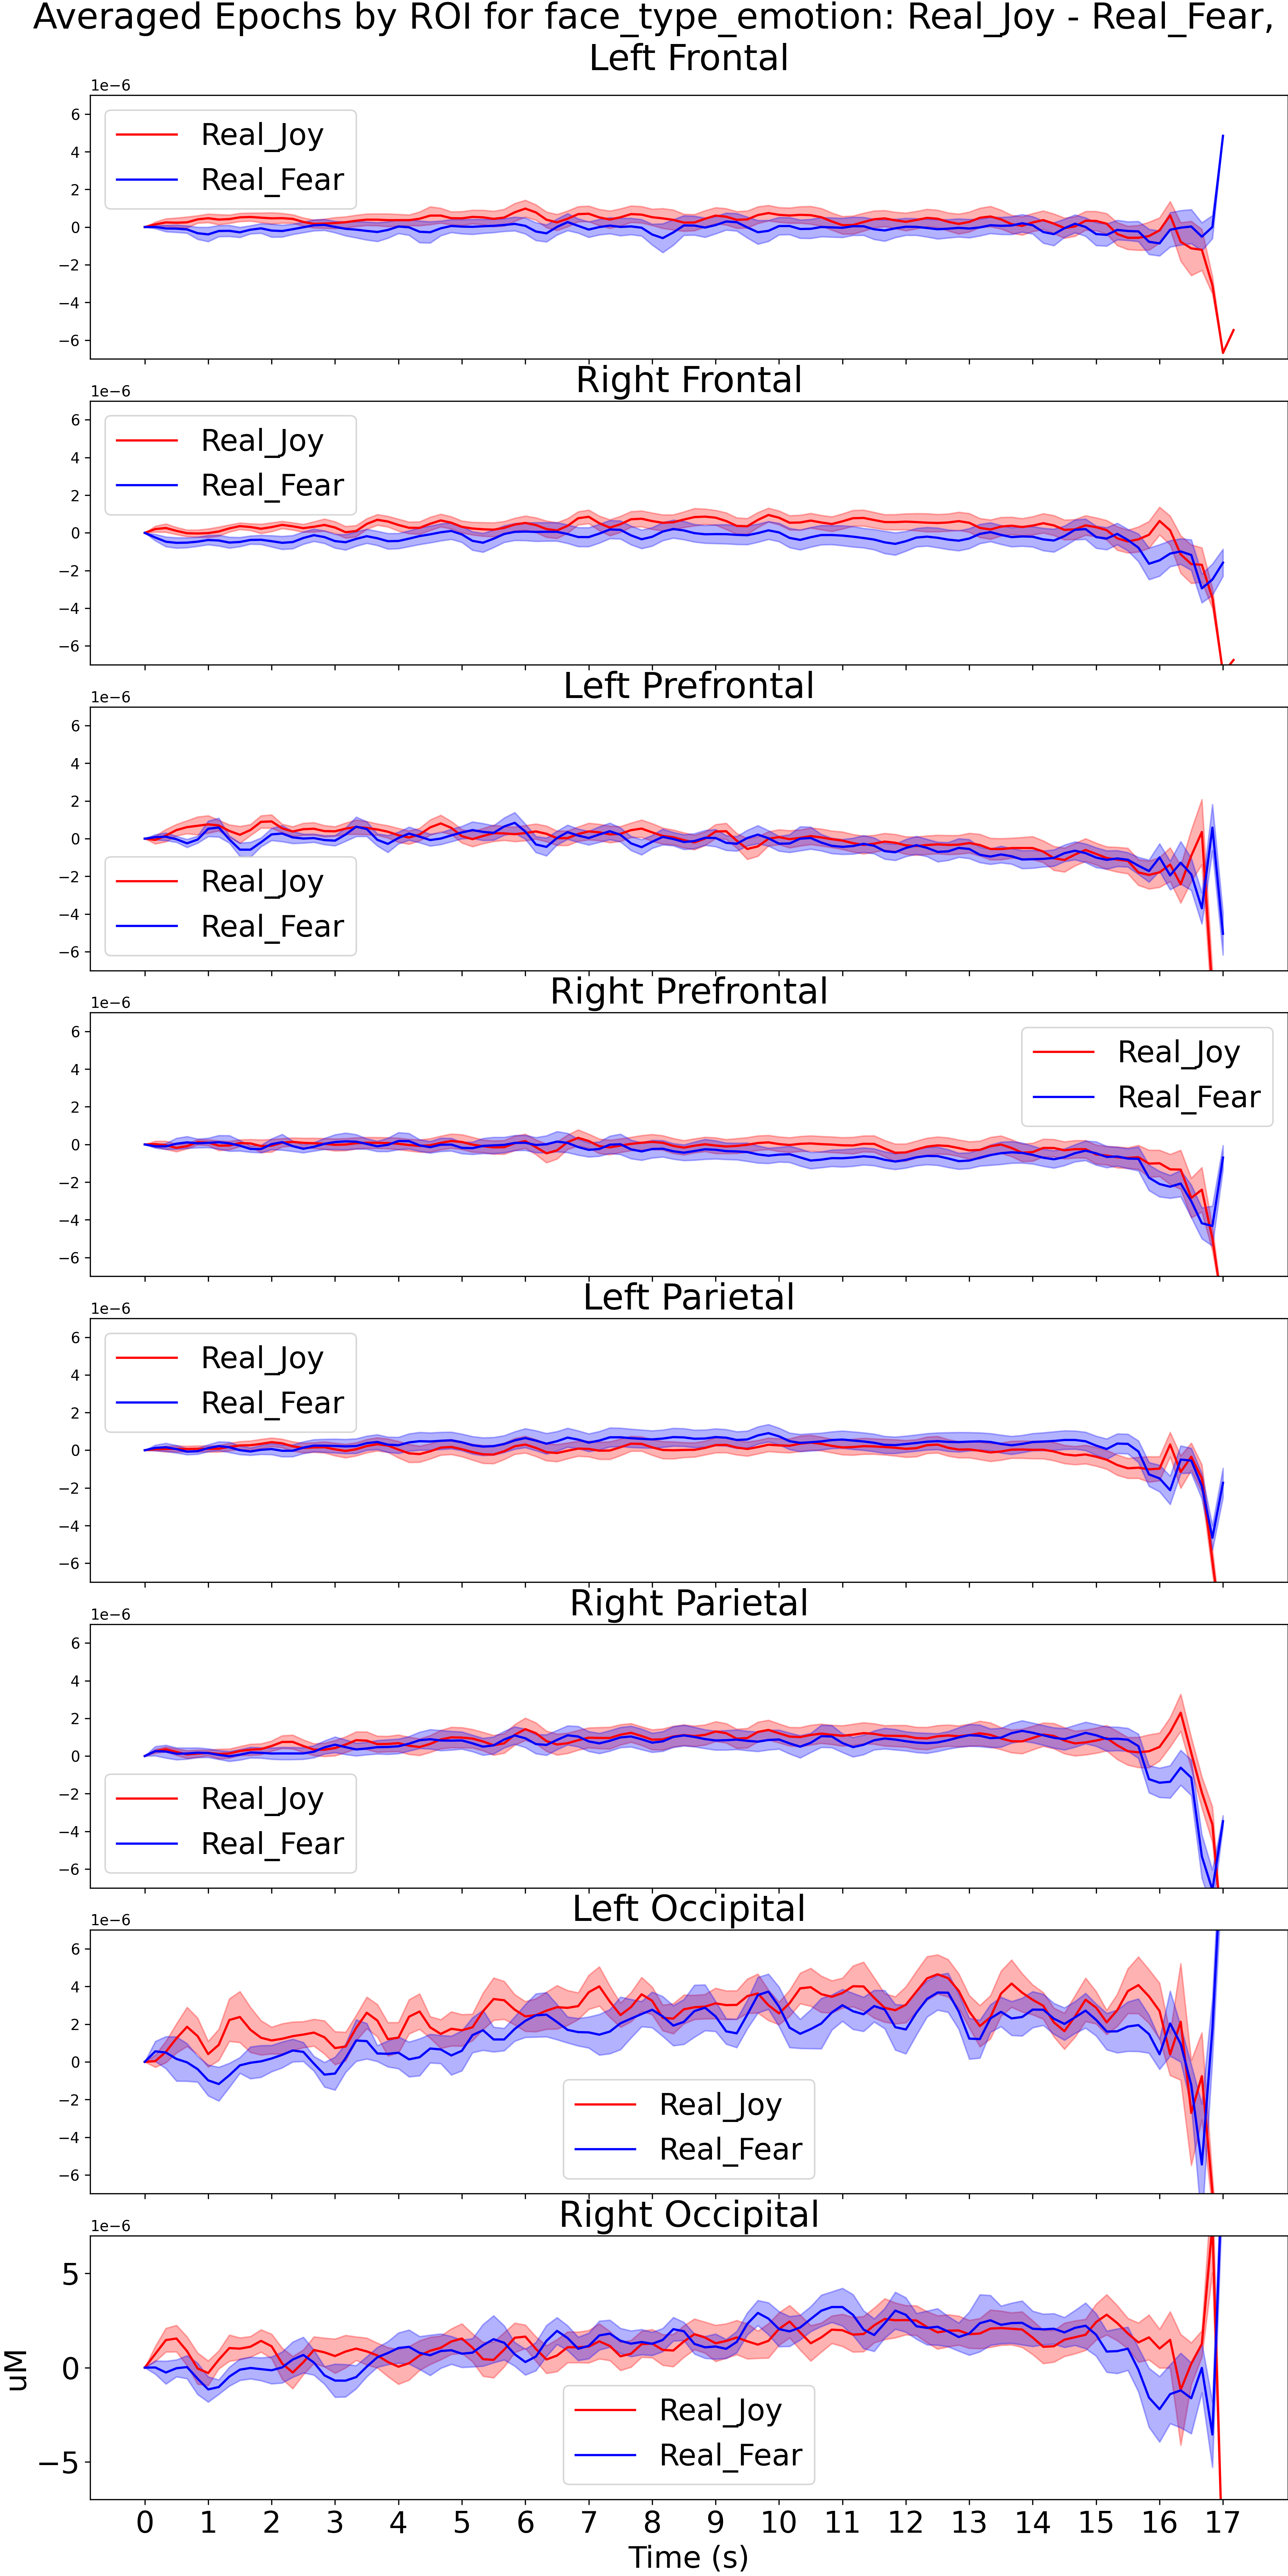 Averaged Epochs by ROI for face_type_emotion: Real_Joy - Real_Fear,
Left Frontal
1e−6
6
4
2
0
−2
−4
−6
Real_Joy
Real_Fear
Right Frontal
1e−6
6
4
2
0
−2
−4
−6
Real_Joy
Real_Fear
Left Prefrontal
1e−6
6
4
2
0
−2
−4
−6
Real_Joy
Real_Fear
Right Prefrontal
1e−6
6
4
2
0
−2
−4
−6
Real_Joy
Real_Fear
Left Parietal
1e−6
6
4
2
0
−2
−4
−6
Real_Joy
Real_Fear
Right Parietal
1e−6
6
4
2
0
−2
−4
−6
Real_Joy
Real_Fear
Left Occipital
1e−6
6
4
2
0
−2
−4
−6
Real_Joy
Real_Fear
Right Occipital
1e−6
5
0
−5
uM
Real_Joy
Real_Fear
0 1 2 3 4 5 6 7 8 9 10 11 12 13 14 15 16 17
Time (s)